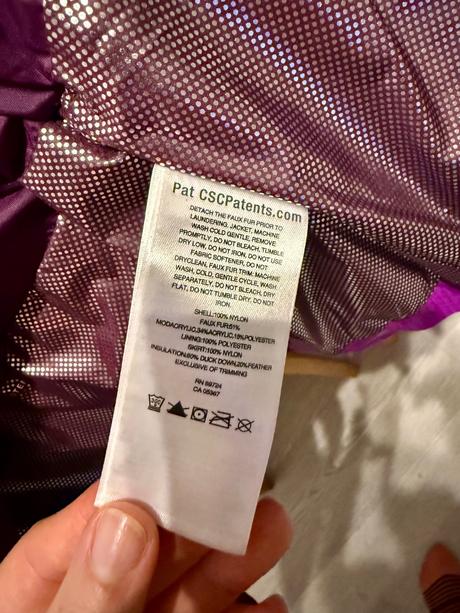 Pat CSCPatents.com
DETACH THE FAUX FUR PRIOR TO
LAUNDERING, JACKET, MACHINE
WASH COLD GENTLE, REMOVE
PROMPTLY, DO NOT BLEACH, TUMBLE
DRY LOW, DO NOT IRON, DO NOT USE
FABRIC SOFTENER, DO NOT
DRYCLEAN, FAUX FUR TRIM: MACHINE
WASH, COLD, GENTLE CYCLE, WASH
SEPARATELY, DO NOT BLEACH, DRY
FLAT, DO NOT TUMBLE DRY, DO NOT
IRON.
SHELL:100% NYLON
FAUX FUR:51%
MODACRYLIC,34%ACRYLIC,15%POLYESTER
LINING:100% POLYESTER
SKIRT:100% NYLON
INSULATION:80% DUCK DOWN,20%FEATHER
EXCLUSIVE OF TRIMMING
RN 69724
CA 05367